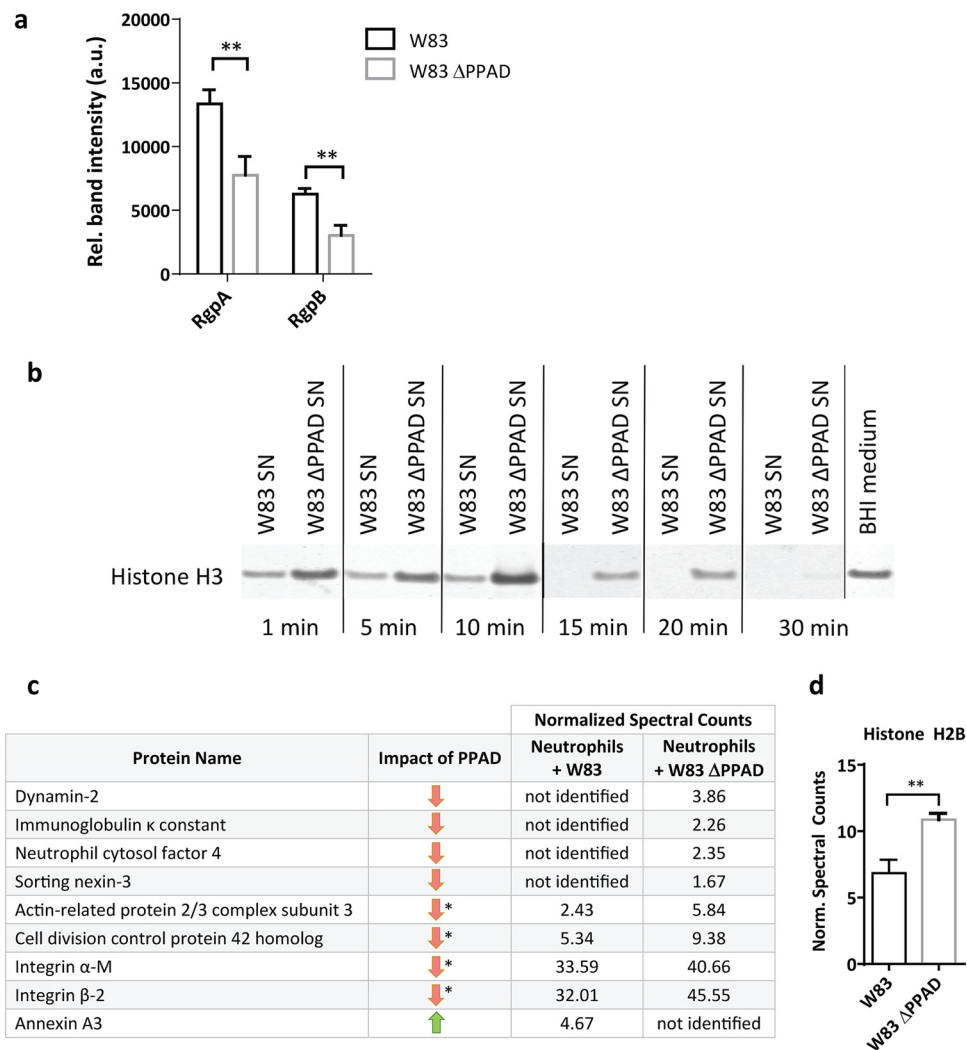 a
20000
15000
10000
5000
0
Rel. band intensity (a.u.)
**
**
RgpA
RgpB
W83
W83 ΔPPAD
b
W83 SN
W83 ΔPPAD SN
W83 SN
W83 ΔPPAD SN
W83 SN
W83 ΔPPAD SN
W83 SN
W83 ΔPPAD SN
W83 SN
W83 ΔPPAD SN
W83 SN
W83 ΔPPAD SN
BHI medium
Histone H3
1 min 5 min 10 min 15 min 20 min 30 min
c
Normalized Spectral Counts
Protein Name Impact of PPAD Neutrophils + W83 Neutrophils + W83 ΔPPAD
Dynamin-2 not identified 3.86
Immunoglobulin κ constant not identified 2.26
Neutrophil cytosol factor 4 not identified 2.35
Sorting nexin-3 not identified 1.67
Actin-related protein 2/3 complex subunit 3 * 2.43 5.84
Cell division control protein 42 homolog * 5.34 9.38
Integrin α-M * 33.59 40.66
Integrin β-2 * 32.01 45.55
Annexin A3 4.67 not identified
d
Histone H2B
15
10
5
0
Norm. Spectral Counts
**
W83
W83 ΔPPAD